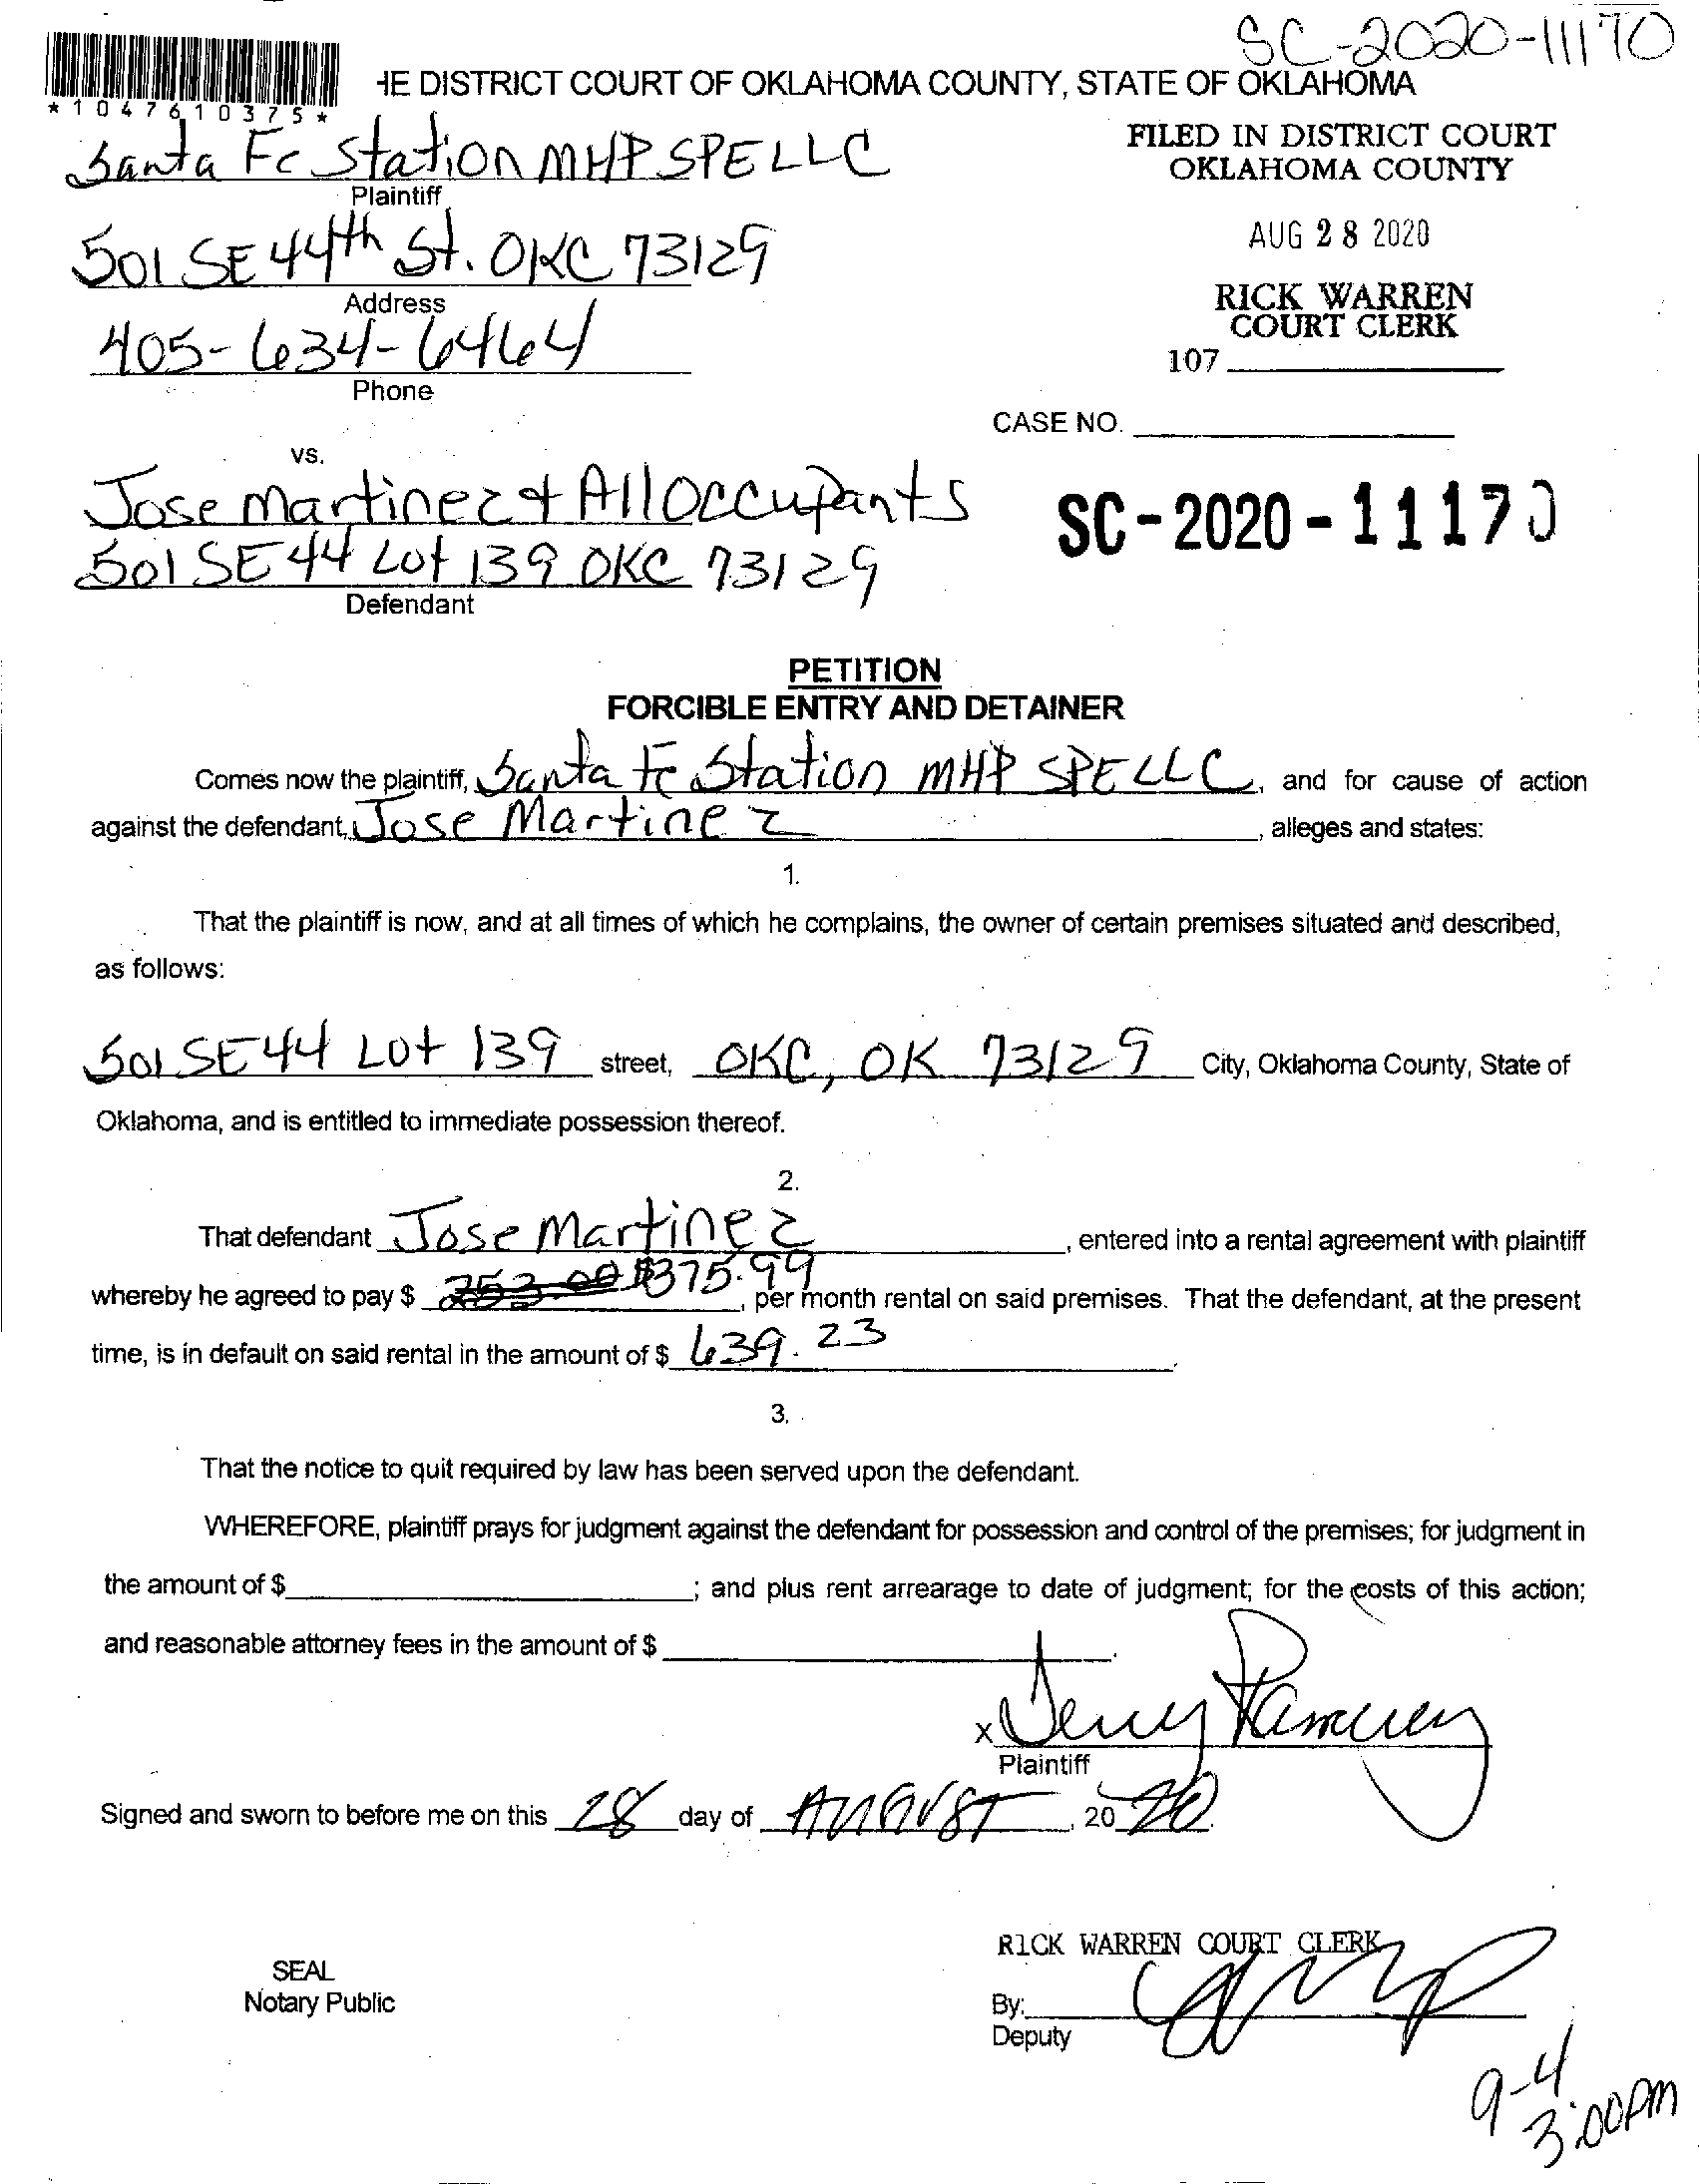 SC-2020-11170
HE DISTRICT COURT OF OKLAHOMA COUNTY, STATE OF OKLAHOMA
*1047610375*
Santa Fe Station MHP SPE LLC
Plaintiff
FILED IN DISTRICT COURT
OKLAHOMA COUNTY
501 SE 44th St. OKC 73129
Address
AUG 28 2020
405-634-6464
Phone
RICK WARREN
COURT CLERK
107
CASE NO.
vs.
Jose Martinez & All Occupants
501 SE 44 Lot 139 OKC 73129
Defendant
SC-2020-11170
PETITION
FORCIBLE ENTRY AND DETAINER
Comes now the plaintiff, Santa Fe Station MHP SPE LLC, and for cause of action
against the defendant, Jose Martinez, alleges and states:
1.
That the plaintiff is now, and at all times of which he complains, the owner of certain premises situated and described,
as follows:
501 SE 44 Lot 139 street, OKC, OK 73129 City, Oklahoma County, State of
Oklahoma, and is entitled to immediate possession thereof.
2.
That defendant Jose Martinez, entered into a rental agreement with plaintiff
whereby he agreed to pay $ 253.00 $375.99, per month rental on said premises. That the defendant, at the present
time, is in default on said rental in the amount of $ 639.23.
3.
That the notice to quit required by law has been served upon the defendant.
WHEREFORE, plaintiff prays for judgment against the defendant for possession and control of the premises; for judgment in
the amount of $; and plus rent arrearage to date of judgment; for the costs of this action;
and reasonable attorney fees in the amount of $.
x
Plaintiff
Signed and sworn to before me on this 28 day of AUGUST, 2020.
RICK WARREN COURT CLERK
SEAL
Notary Public
By:
Deputy
9-4
3:00PM